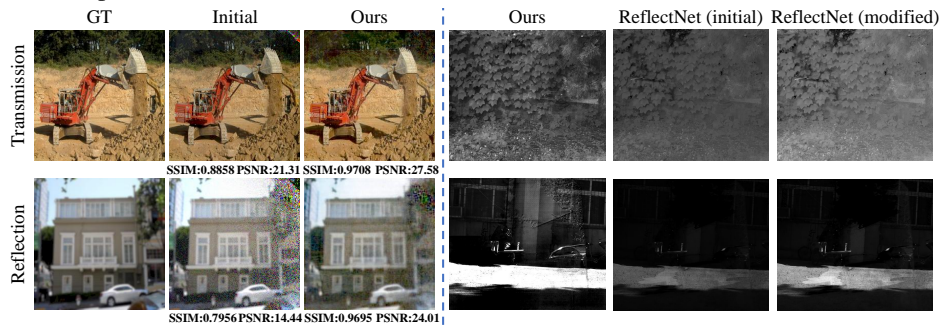 GT Initial Ours Ours ReflectNet (initial) ReflectNet (modified)
Transmission
SSIM:0.8858 PSNR:21.31 SSIM:0.9708 PSNR:27.58
Reflection
SSIM:0.7956 PSNR:14.44 SSIM:0.9695 PSNR:24.01